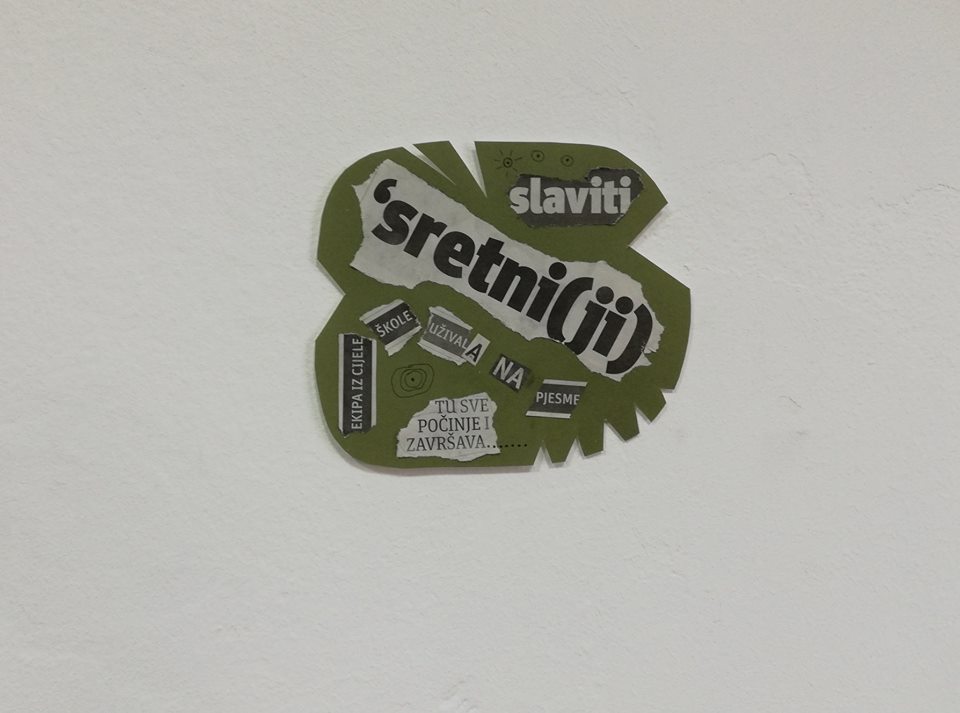 slaviti
‘sretni(ji)
EKIPA IZ CIJELE
ŠKOLE
UŽIVALA
NA
PJESME
TU SVE
POČINJE I
ZAVRŠAVA.......